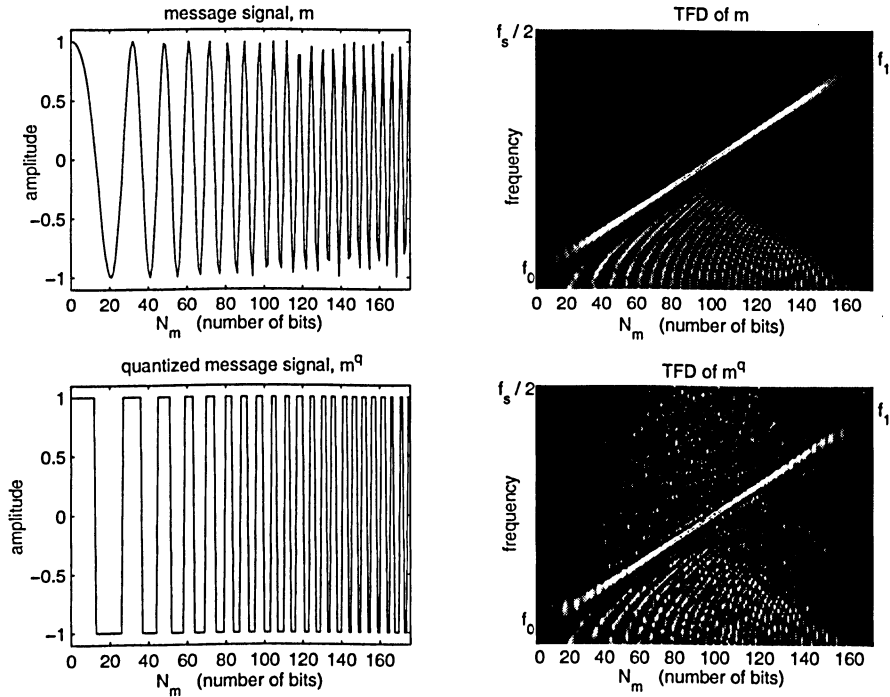 message signal, m
1
0.5
0
−0.5
−1
amplitude
0 20 40 60 80 100 120 140 160
N_m (number of bits)
TFD of m
f_s / 2
f_1
frequency
f_0
0 20 40 60 80 100 120 140 160
N_m (number of bits)
quantized message signal, m^q
1
0.5
0
−0.5
−1
amplitude
0 20 40 60 80 100 120 140 160
N_m (number of bits)
TFD of m^q
f_s / 2
f_1
frequency
f_0
0 20 40 60 80 100 120 140 160
N_m (number of bits)